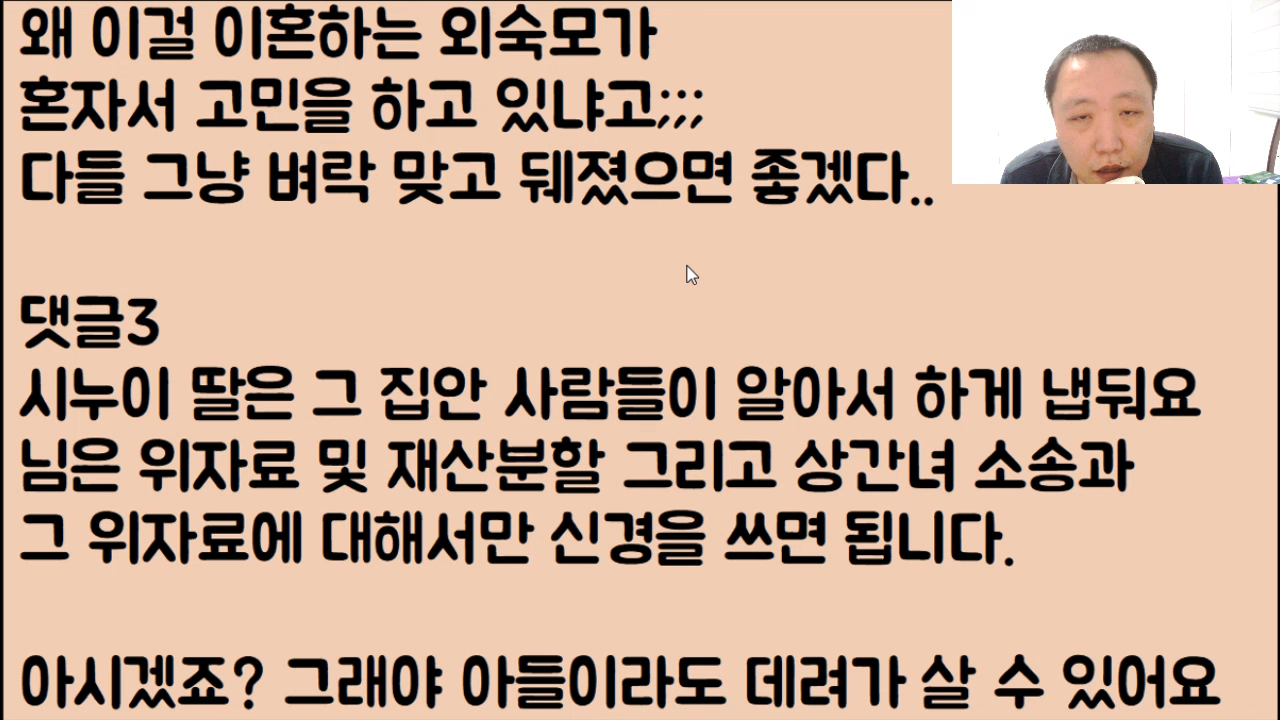 왜 이걸 이혼하는 외숙모가
혼자서 고민을 하고 있냐고;;;
다들 그냥 벼락 맞고 뒈졌으면 좋겠다..
댓글3
시누이 딸은 그 집안 사람들이 알아서 하게 냅둬요
님은 위자료 및 재산분할 그리고 상간녀 소송과
그 위자료에 대해서만 신경을 쓰면 됩니다.
아시겠죠? 그래야 아들이라도 데려가 살 수 있어요